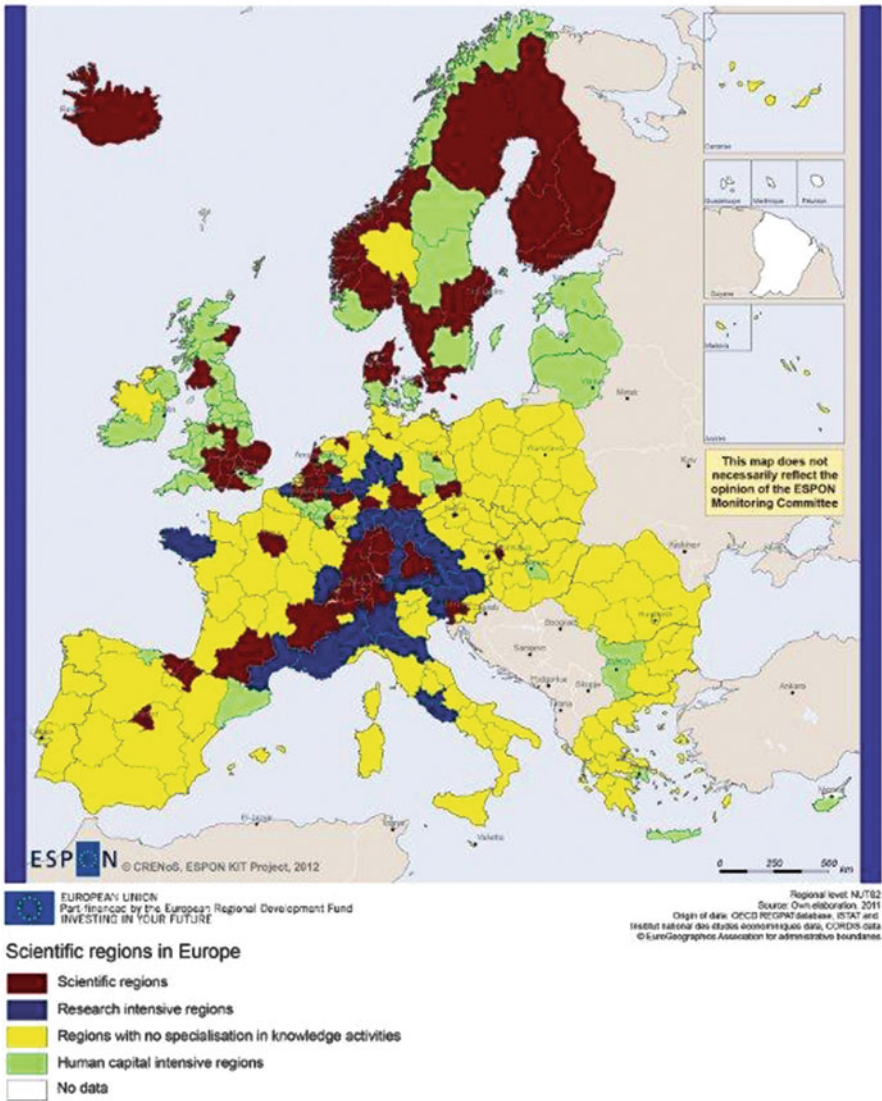 Canarias
Guadeloupe
Martinique
Réunion
Guyane
Madeira
Minsk
Kyiv
This map does not
necessarily reflect the
opinion of the ESPON
Monitoring Committee
Beograd
Sarajevo
Skopje
Tirana
Ankara
El-Jazair
Valletta
ESPON
© CRENoS, ESPON KIT Project, 2012
0 250 500
km
EUROPEAN UNION
Part-financed by the European Regional Development Fund
INVESTING IN YOUR FUTURE
Regional level: NUTS2
Source: Own elaboration, 2011
Origin of data: OECD REGPAT database, ISTAT and
Institut national des études économiques data, CORDIS data
© EuroGeographics Association for administrative boundaries
Scientific regions in Europe
Scientific regions
Research intensive regions
Regions with no specialisation in knowledge activities
Human capital intensive regions
No data